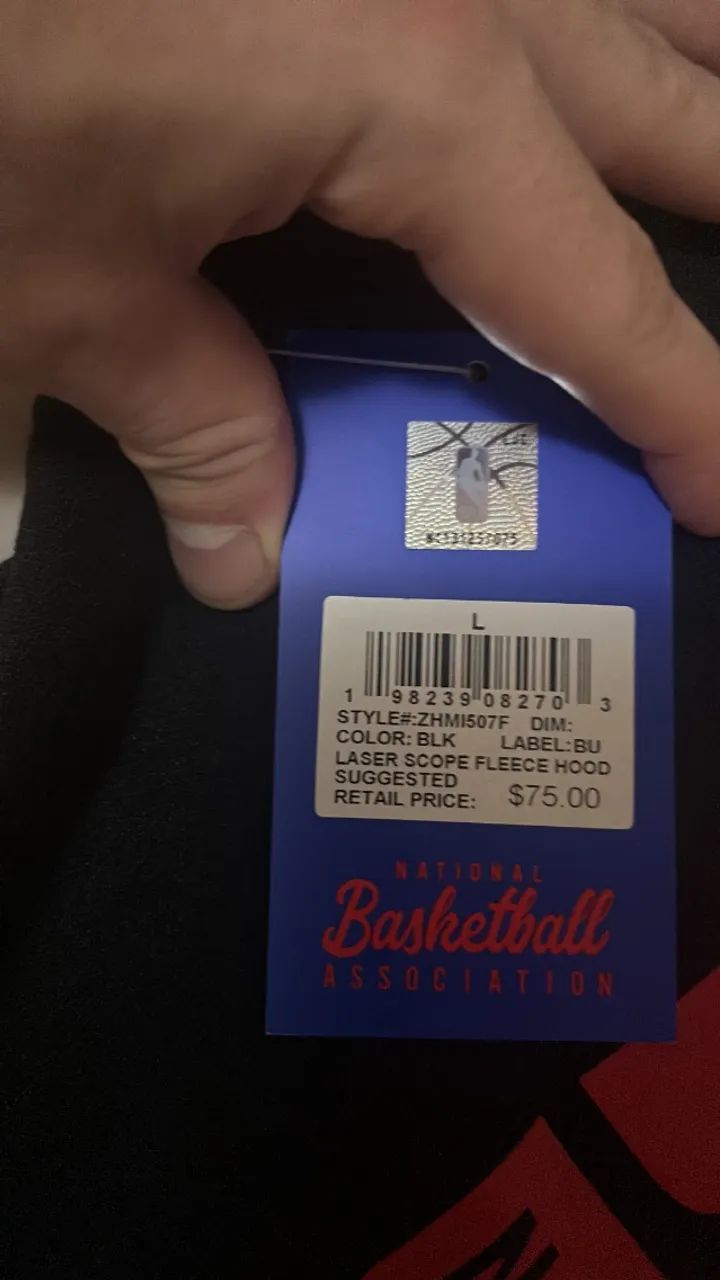 L
1 98239 08270 3
STYLE#:ZHMI507F DIM:
COLOR: BLK LABEL:BU
LASER SCOPE FLEECE HOOD
SUGGESTED
RETAIL PRICE: $75.00
NATIONAL
Basketball
ASSOCIATION